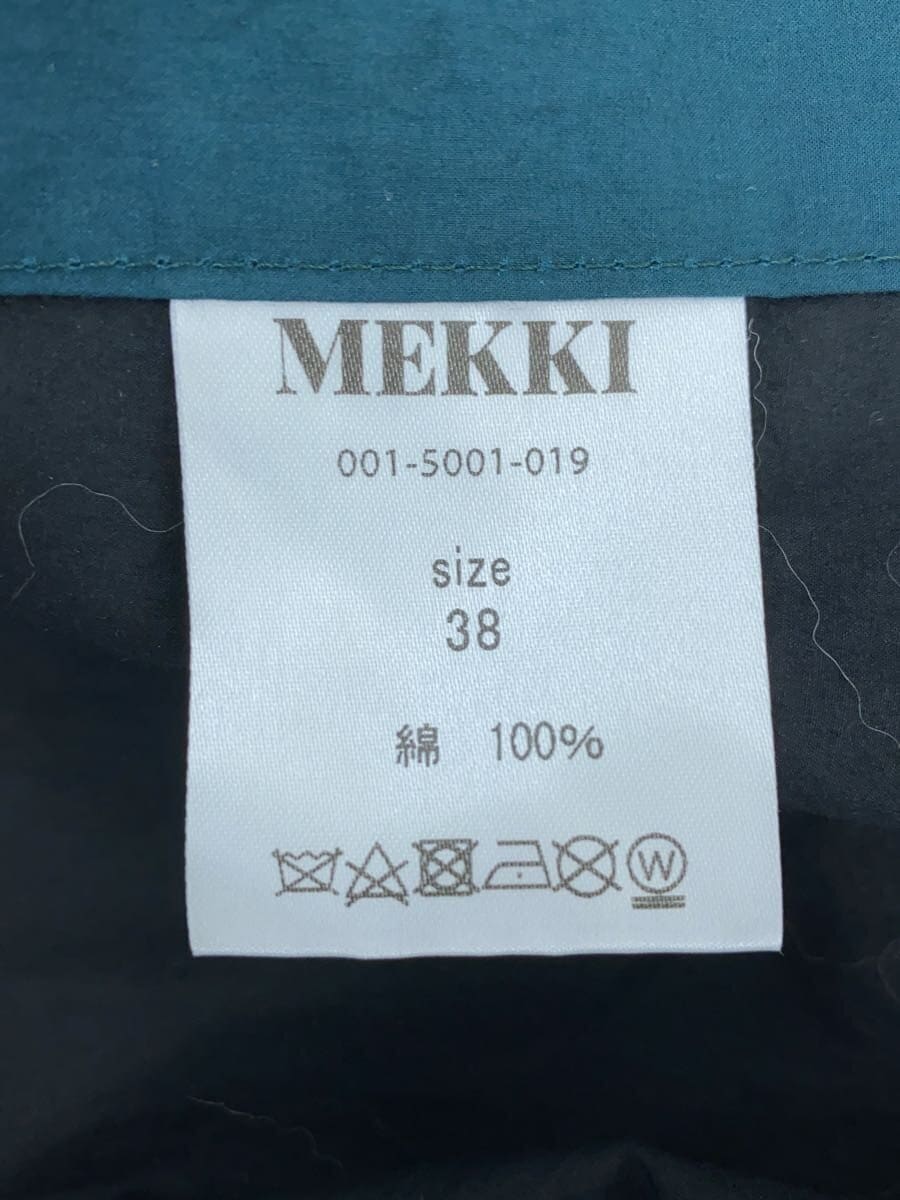 MEKKI
001-5001-019
size
38
綿 100%
W